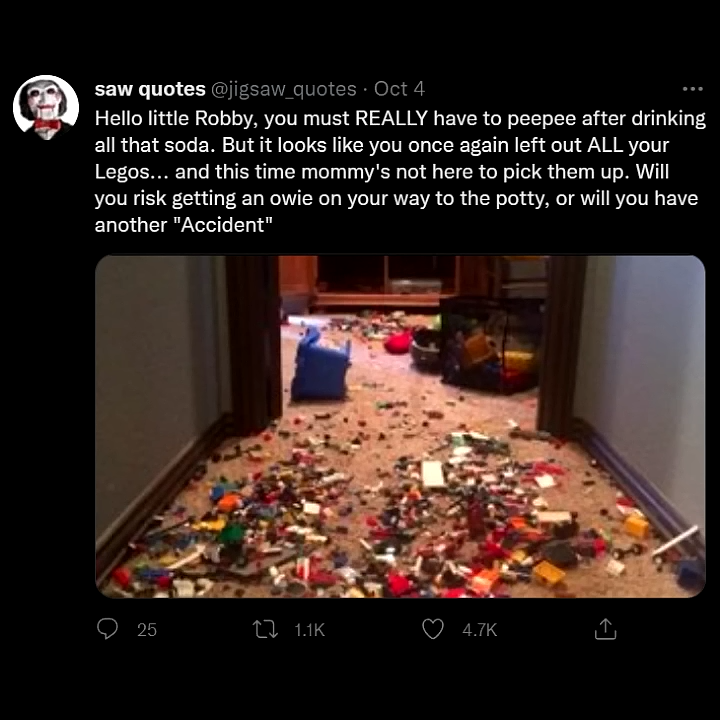 saw quotes @jigsaw_quotes · Oct 4
Hello little Robby, you must REALLY have to peepee after drinking
all that soda. But it looks like you once again left out ALL your
Legos... and this time mommy's not here to pick them up. Will
you risk getting an owie on your way to the potty, or will you have
another "Accident"
25 1.1K 4.7K